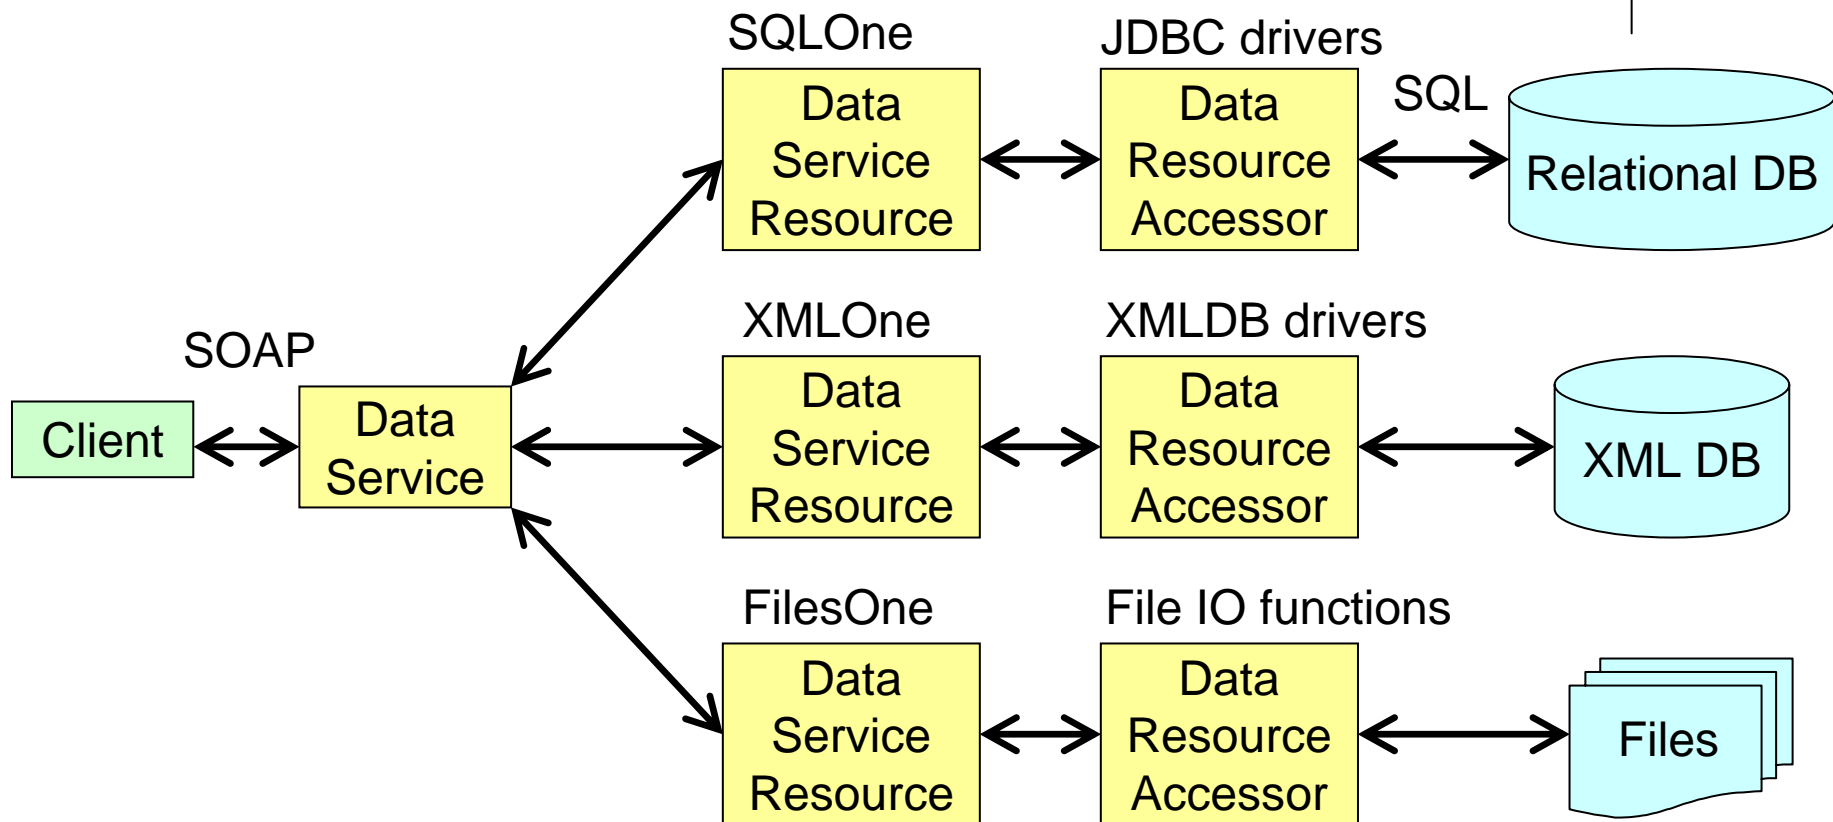 SQLOne
JDBC drivers
Data
Service
Resource
Data
Resource
Accessor
SQL
Relational DB
SOAP
Client
Data
Service
XMLOne
XMLDB drivers
Data
Service
Resource
Data
Resource
Accessor
XML DB
FilesOne
File IO functions
Data
Service
Resource
Data
Resource
Accessor
Files